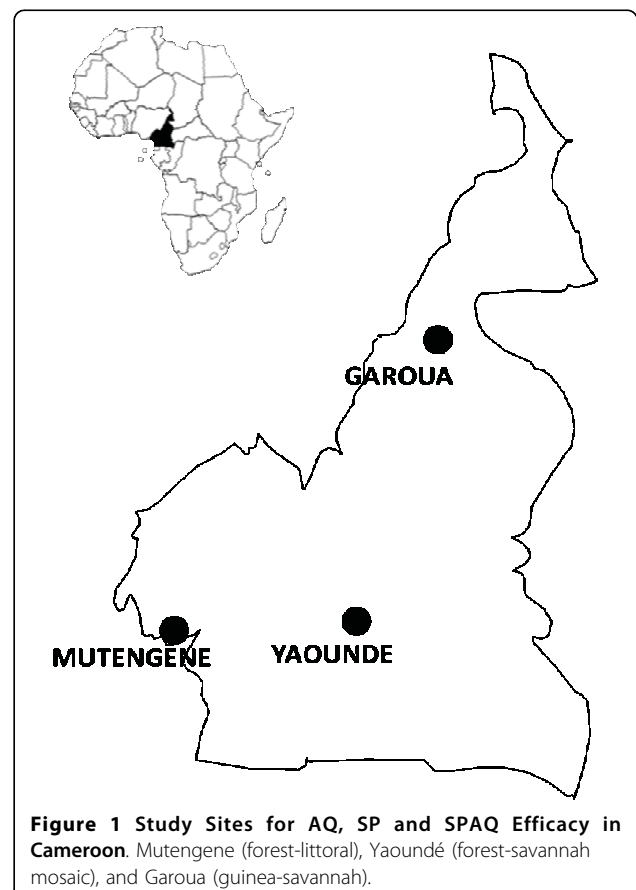 GAROUA
MUTENGENE
YAOUNDE
Figure 1 Study Sites for AQ, SP and SPAQ Efficacy in
Cameroon. Mutengene (forest-littoral), Yaoundé (forest-savannah
mosaic), and Garoua (guinea-savannah).